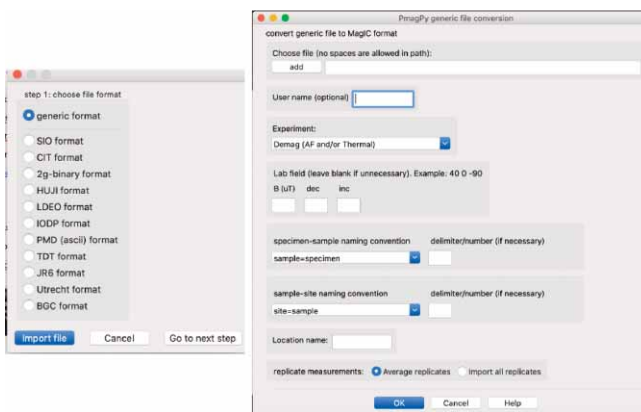 step 1: choose file format
generic format
SIO format
CIT format
2g-binary format
HUJI format
LDEO format
IODP format
PMD (ascii) format
TDT format
JR6 format
Utrecht format
BGC format
Import file Cancel Go to next step
PmagPy generic file conversion
convert generic file to MagIC format
Choose file (no spaces are allowed in path):
add
User name (optional)
Experiment:
Demag (AF and/or Thermal)
Lab field (leave blank if unnecessary). Example: 40 0 -90
B (uT) dec inc
specimen-sample naming convention delimiter/number (if necessary)
sample=specimen
sample-site naming convention delimiter/number (if necessary)
site=sample
Location name:
replicate measurements: Average replicates Import all replicates
OK Cancel Help